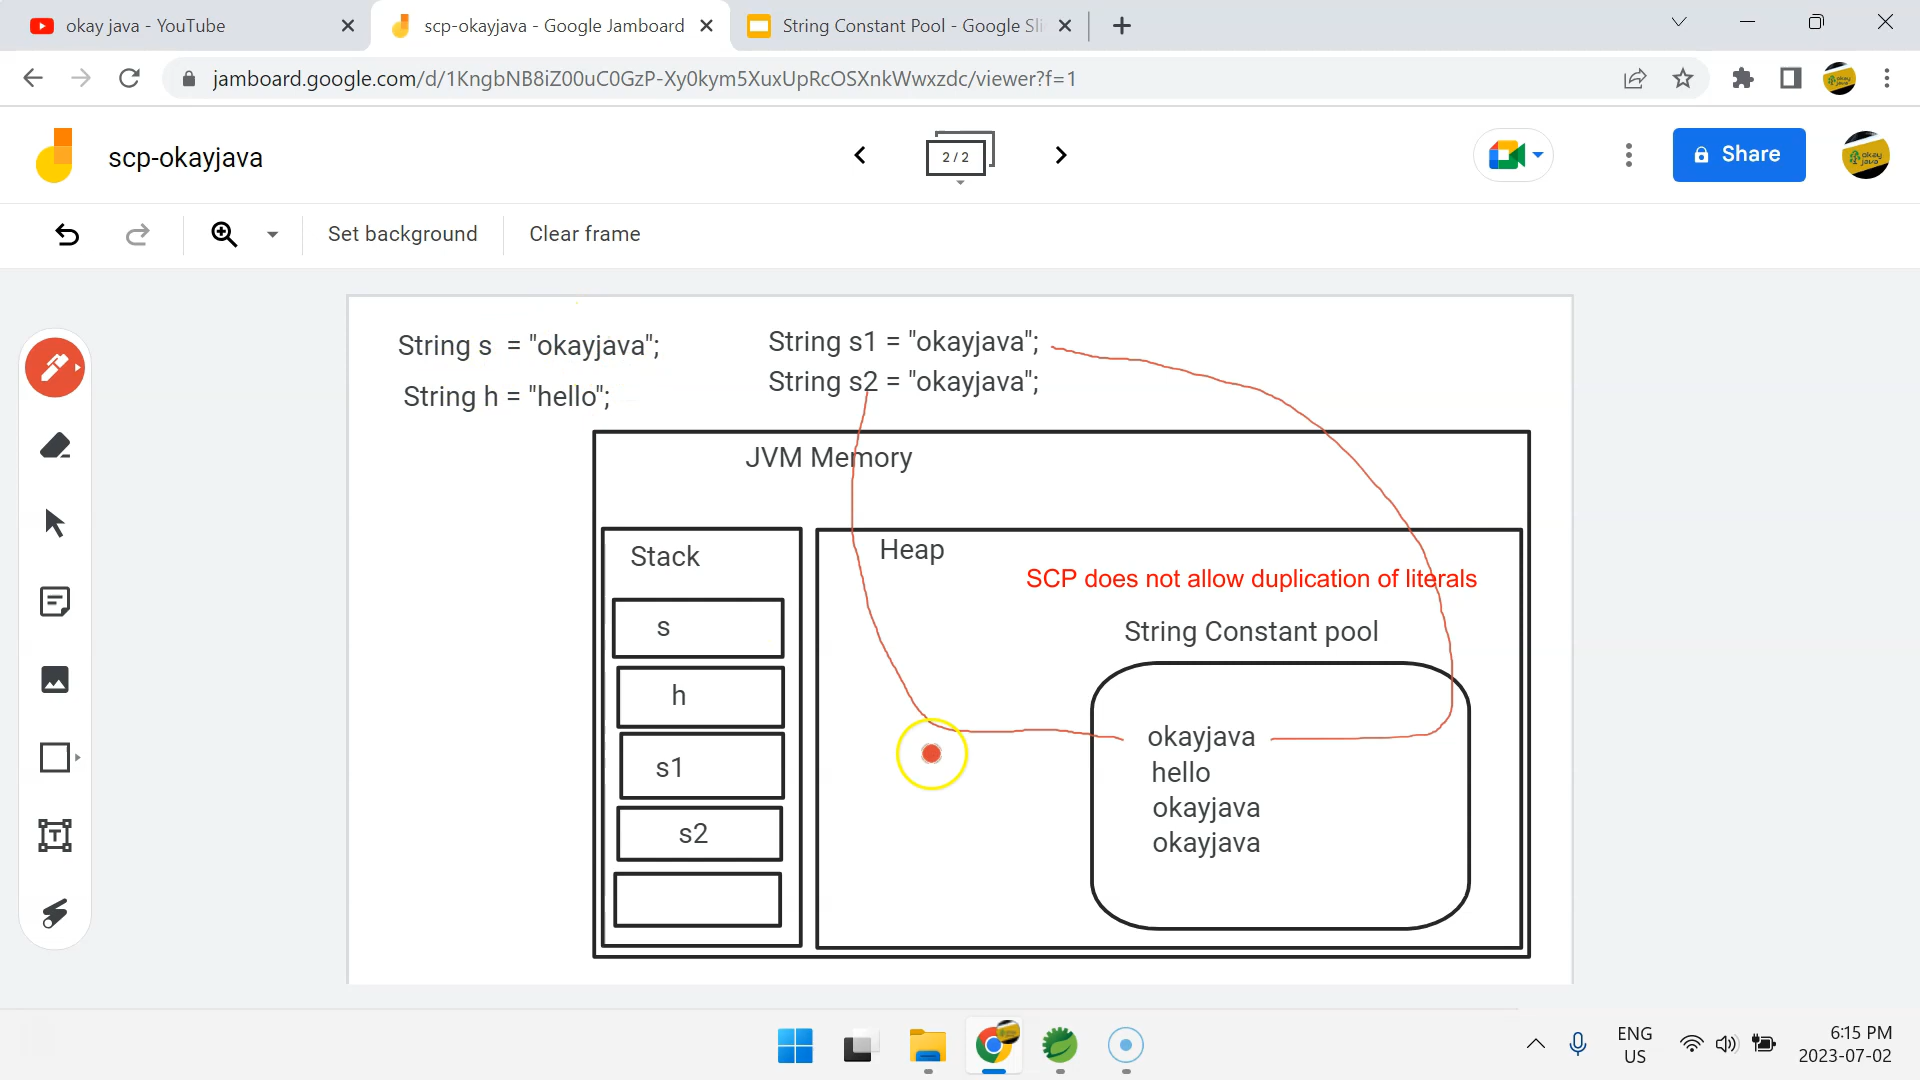 okay java - YouTube
scp-okayjava - Google Jamboard
String Constant Pool - Google Sli
jamboard.google.com/d/1KngbNB8iZ00uC0GzP-Xy0kym5XuxUpRcOSXnkWwxzdc/viewer?f=1
scp-okayjava
2 / 2
Share
okay java
Set background
Clear frame
String s = "okayjava";
String h = "hello";
String s1 = "okayjava";
String s2 = "okayjava";
JVM Memory
Stack
s
h
s1
s2
Heap
SCP does not allow duplication of literals
String Constant pool
okayjava
hello
okayjava
okayjava
ENG
US
6:15 PM
2023-07-02